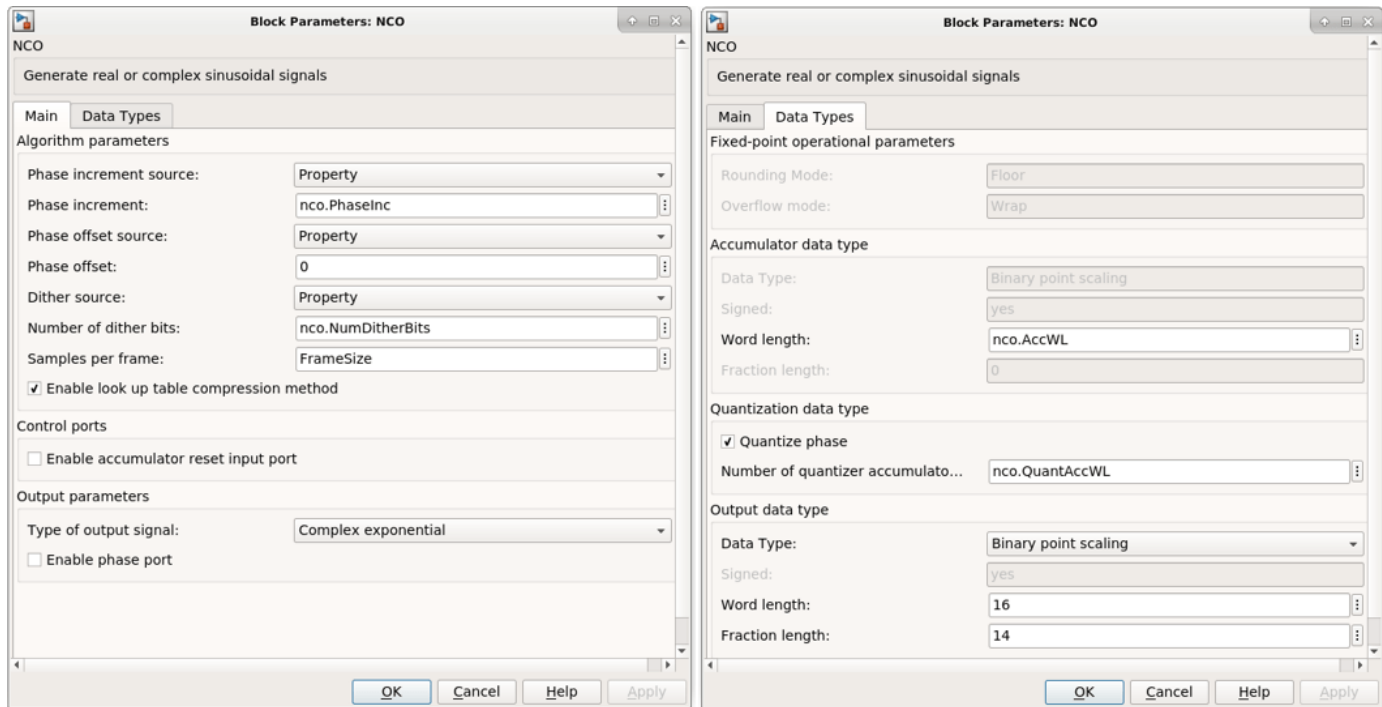 Block Parameters: NCO
NCO
Generate real or complex sinusoidal signals
Main Data Types
Algorithm parameters
Phase increment source: Property
Phase increment: nco.PhaseInc
Phase offset source: Property
Phase offset: 0
Dither source: Property
Number of dither bits: nco.NumDitherBits
Samples per frame: FrameSize
Enable look up table compression method
Control ports
Enable accumulator reset input port
Output parameters
Type of output signal: Complex exponential
Enable phase port
OK Cancel Help Apply
Block Parameters: NCO
NCO
Generate real or complex sinusoidal signals
Main Data Types
Fixed-point operational parameters
Rounding Mode: Floor
Overflow mode: Wrap
Accumulator data type
Data Type: Binary point scaling
Signed: yes
Word length: nco.AccWL
Fraction length: 0
Quantization data type
Quantize phase
Number of quantizer accumulato... nco.QuantAccWL
Output data type
Data Type: Binary point scaling
Signed: yes
Word length: 16
Fraction length: 14
OK Cancel Help Apply